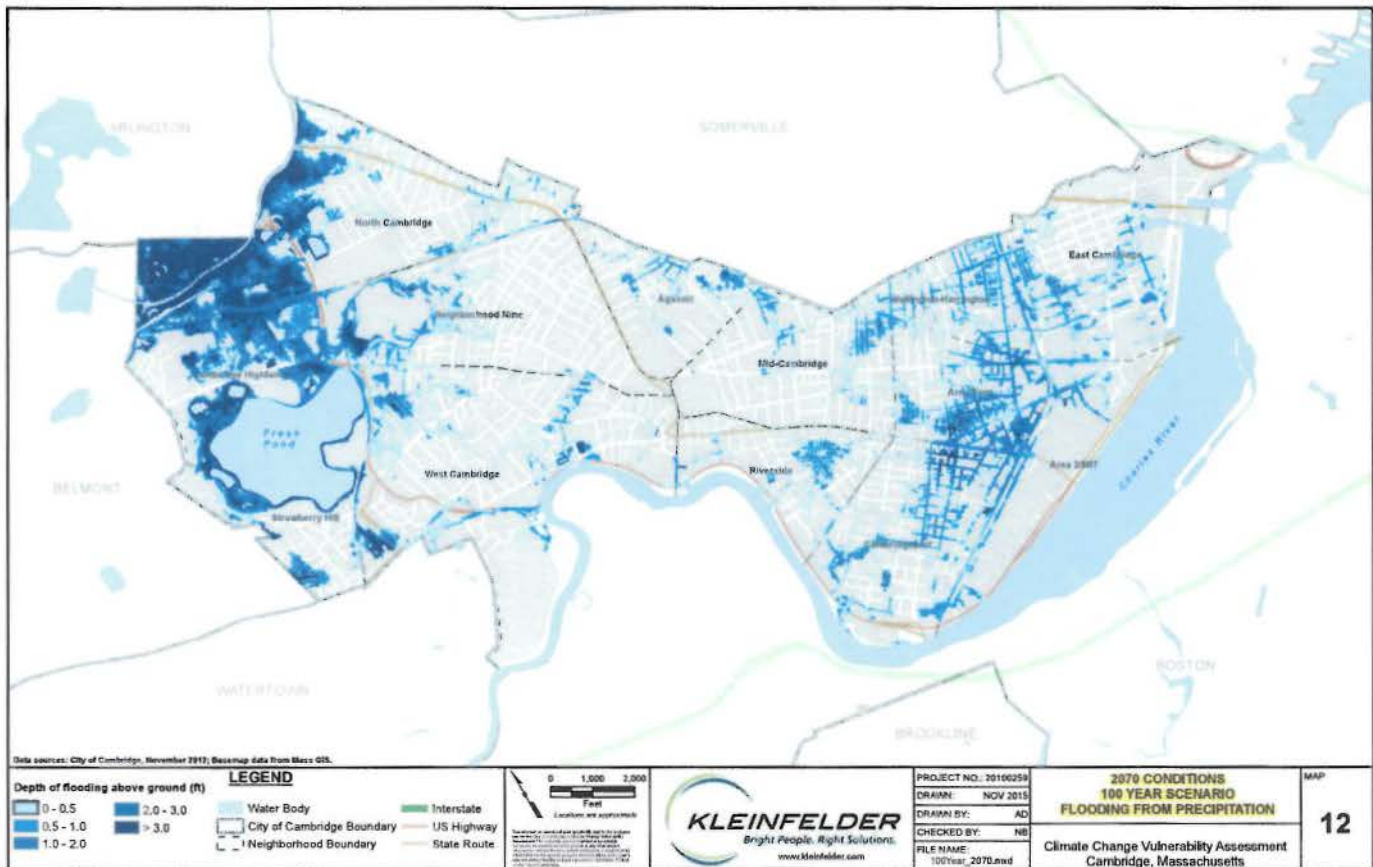 ARLINGTON
SOMERVILLE
North Cambridge
East Cambridge
Wellington-Harrington
Agassiz
Neighborhood Nine
Mid-Cambridge
Cambridge Highlands
Fresh
Pond
West Cambridge
Riverside
Area 2/MIT
Charles River
BELMONT
Strawberry Hill
Cambridgeport
WATERTOWN
BOSTON
BROOKLINE
Data sources: City of Cambridge, November 2012; Basemap data from Mass GIS.
LEGEND
Depth of flooding above ground (ft)
0 - 0.5
0.5 - 1.0
1.0 - 2.0
2.0 - 3.0
> 3.0
Water Body
City of Cambridge Boundary
Neighborhood Boundary
Interstate
US Highway
State Route
0 1,000 2,000
Feet
Locations are approximate
KLEINFELDER
Bright People. Right Solutions.
www.kleinfelder.com
PROJECT NO.: 20100259
DRAWN: NOV 2015
DRAWN BY: AD
CHECKED BY: NB
FILE NAME:
100Year_2070.mxd
2070 CONDITIONS
100 YEAR SCENARIO
FLOODING FROM PRECIPITATION
Climate Change Vulnerability Assessment
Cambridge, Massachusetts
MAP
12